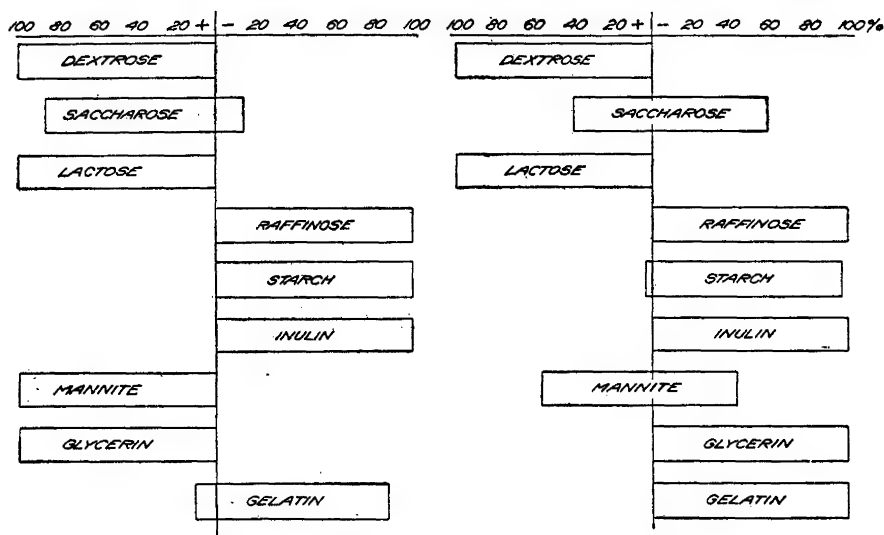 100 80 60 40 20 + - 20 40 60 80 100
DEXTROSE
SACCHAROSE
LACTOSE
RAFFINOSE
STARCH
INULIN
MANNITE
GLYCERIN
GELATIN
100 80 60 40 20 + - 20 40 60 80 100%
DEXTROSE
SACCHAROSE
LACTOSE
RAFFINOSE
STARCH
INULIN
MANNITE
GLYCERIN
GELATIN